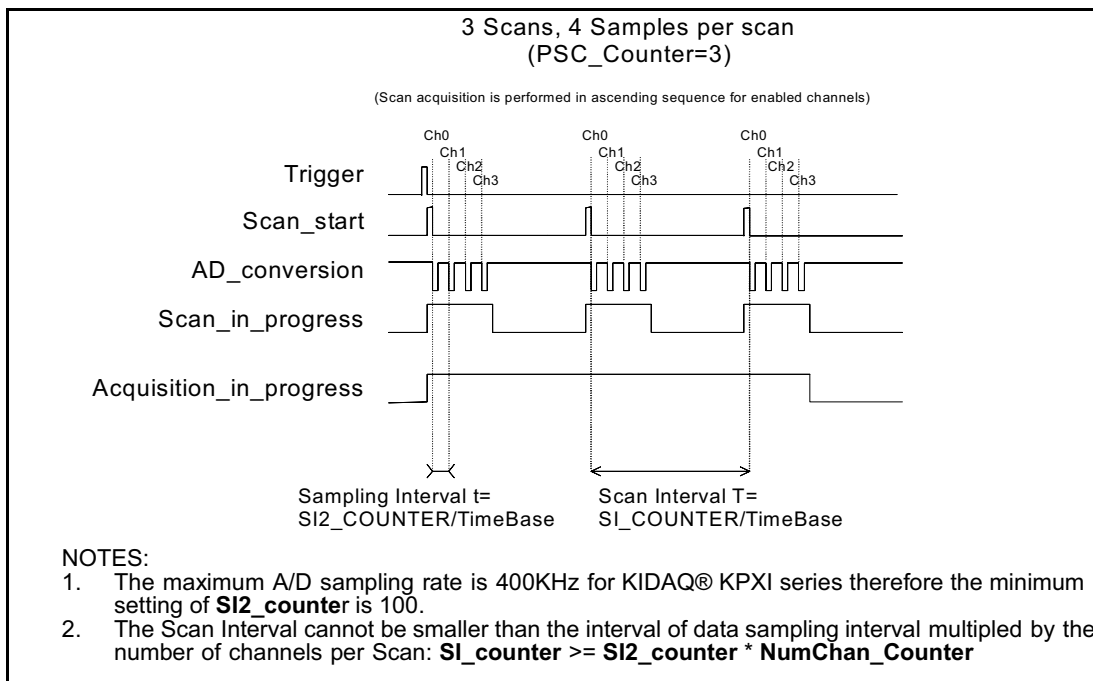 3 Scans, 4 Samples per scan
(PSC_Counter=3)
(Scan acquisition is performed in ascending sequence for enabled channels)
Ch0 Ch0 Ch0
Ch1 Ch1 Ch1
Ch2 Ch2 Ch2
Ch3 Ch3 Ch3
Trigger
Scan_start
AD_conversion
Scan_in_progress
Acquisition_in_progress
Sampling Interval t=
SI2_COUNTER/TimeBase
Scan Interval T=
SI_COUNTER/TimeBase
NOTES:
1. The maximum A/D sampling rate is 400KHz for KIDAQ® KPXI series therefore the minimum
setting of SI2_counter is 100.
2. The Scan Interval cannot be smaller than the interval of data sampling interval multipled by the
number of channels per Scan: SI_counter >= SI2_counter * NumChan_Counter